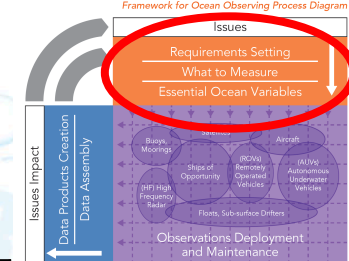 Framework for Ocean Observing Process Diagram
Issues
Requirements Setting
What to Measure
Essential Ocean Variables
Issues Impact
Data Products Creation
Data Assembly
Satellites
Buoys,
Moorings
Aircraft
Ships of
Opportunity
(ROVs)
Remotely
Operated
Vehicles
(AUVs)
Autonomous
Underwater
Vehicles
(HF) High
Frequency
Radar
Floats, Sub-surface Drifters
Observations Deployment
and Maintenance